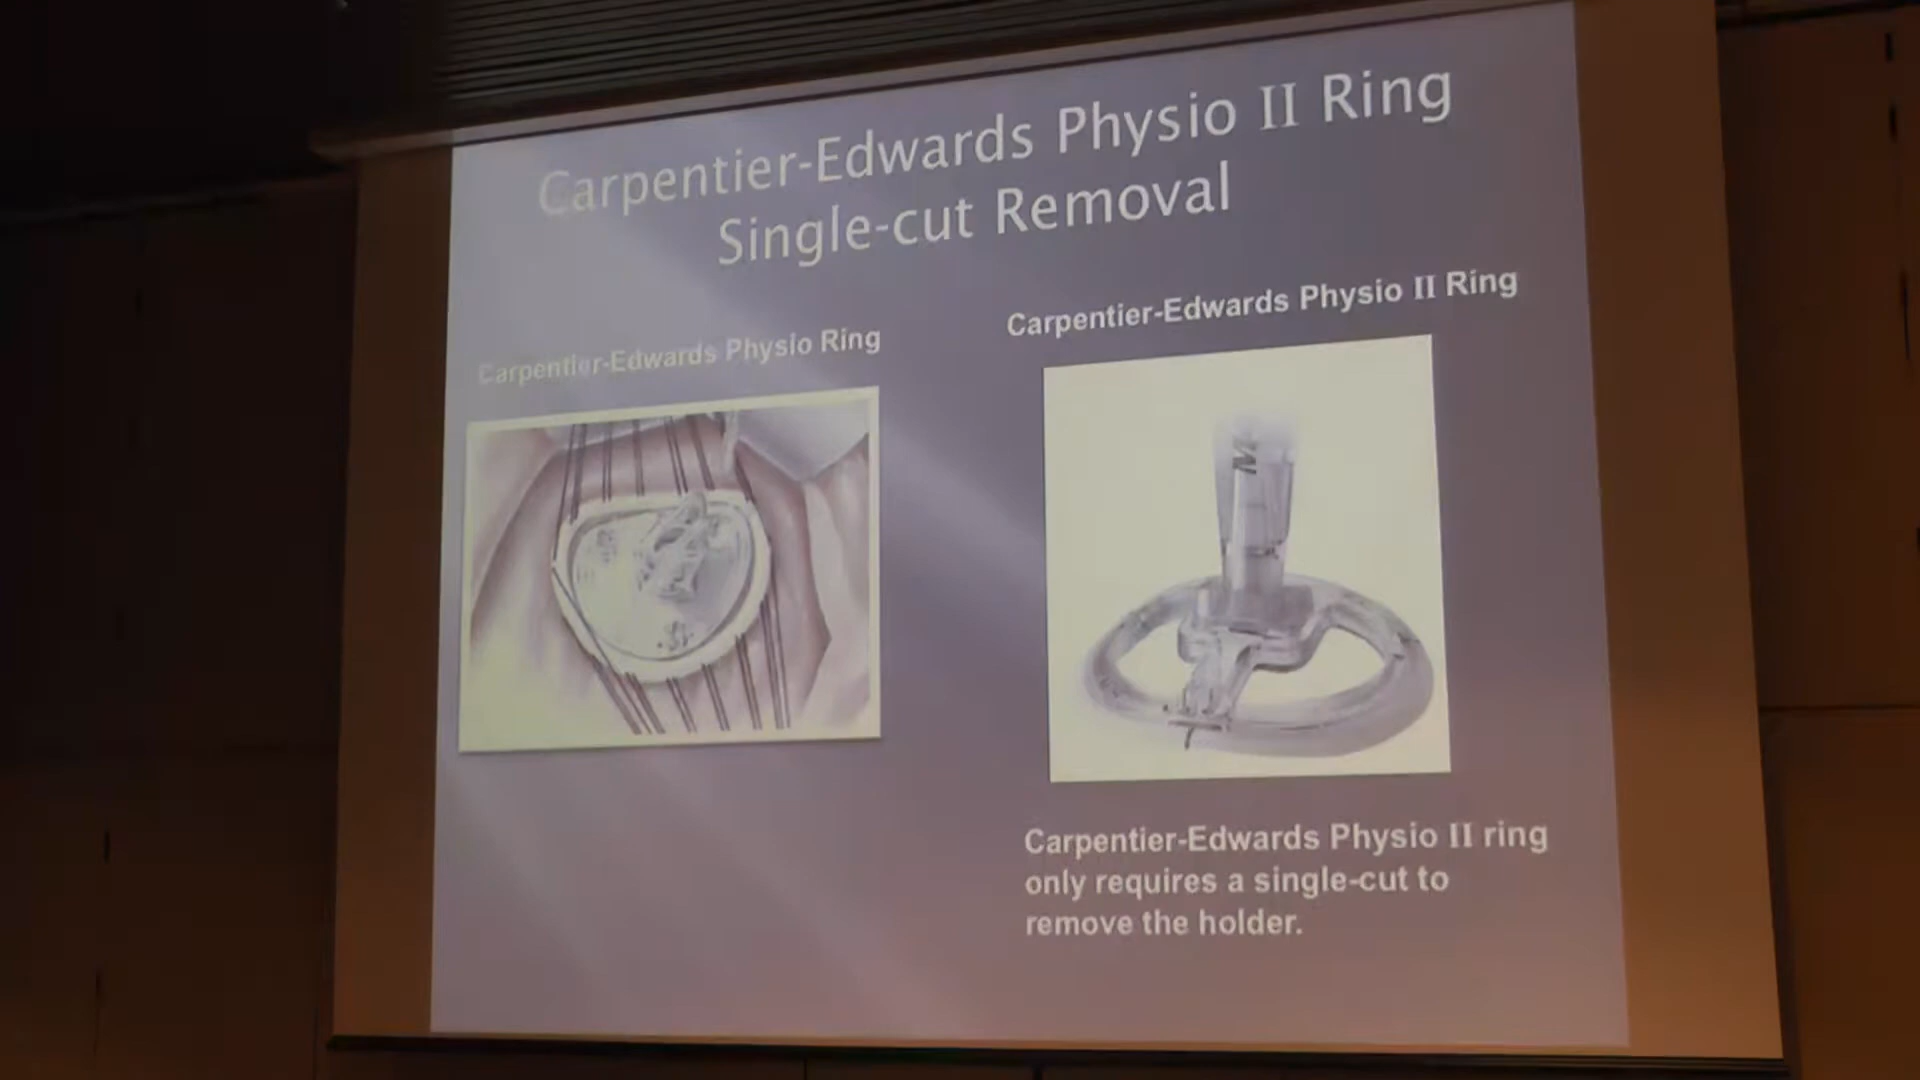 Carpentier-Edwards Physio II Ring
Single-cut Removal
Carpentier-Edwards Physio Ring
Carpentier-Edwards Physio II Ring
M
Carpentier-Edwards Physio II ring
only requires a single-cut to
remove the holder.